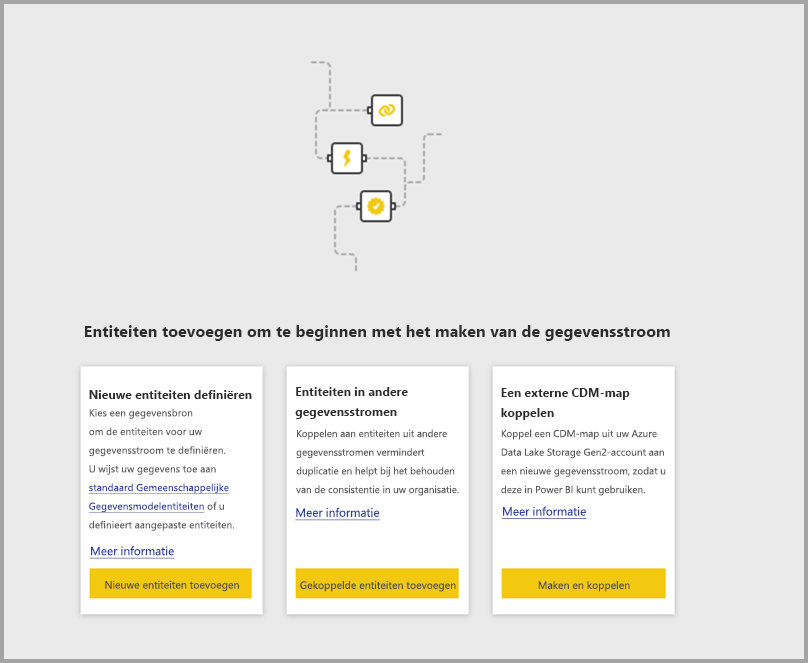 Entiteiten toevoegen om te beginnen met het maken van de gegevensstroom
Nieuwe entiteiten definiëren
Kies een gegevensbron
om de entiteiten voor uw
gegevensstroom te definiëren.
U wijst uw gegevens toe aan
standaard Gemeenschappelijke
Gegevensmodelentiteiten of u
definieert aangepaste entiteiten.
Meer informatie
Nieuwe entiteiten toevoegen
Entiteiten in andere
gegevensstromen
Koppelen aan entiteiten uit andere
gegevensstromen vermindert
duplicatie en helpt bij het behouden
van de consistentie in uw organisatie.
Meer informatie
Gekoppelde entiteiten toevoegen
Een externe CDM-map
koppelen
Koppel een CDM-map uit uw Azure
Data Lake Storage Gen2-account aan
een nieuwe gegevensstroom, zodat u
deze in Power BI kunt gebruiken.
Meer informatie
Maken en koppelen